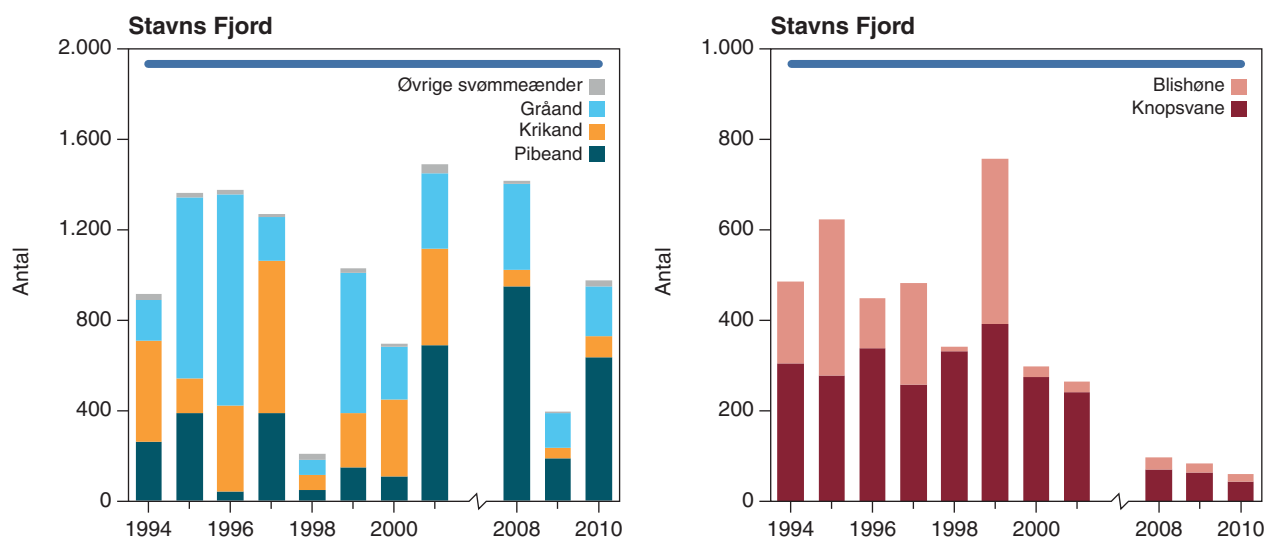 Stavns Fjord
2.000
1.600
1.200
800
400
0
Antal
Øvrige svømmeænder
Gråand
Krikand
Pibeand
1994 1996 1998 2000 2008 2010
Stavns Fjord
1.000
800
600
400
200
0
Antal
Blishøne
Knopsvane
1994 1996 1998 2000 2008 2010